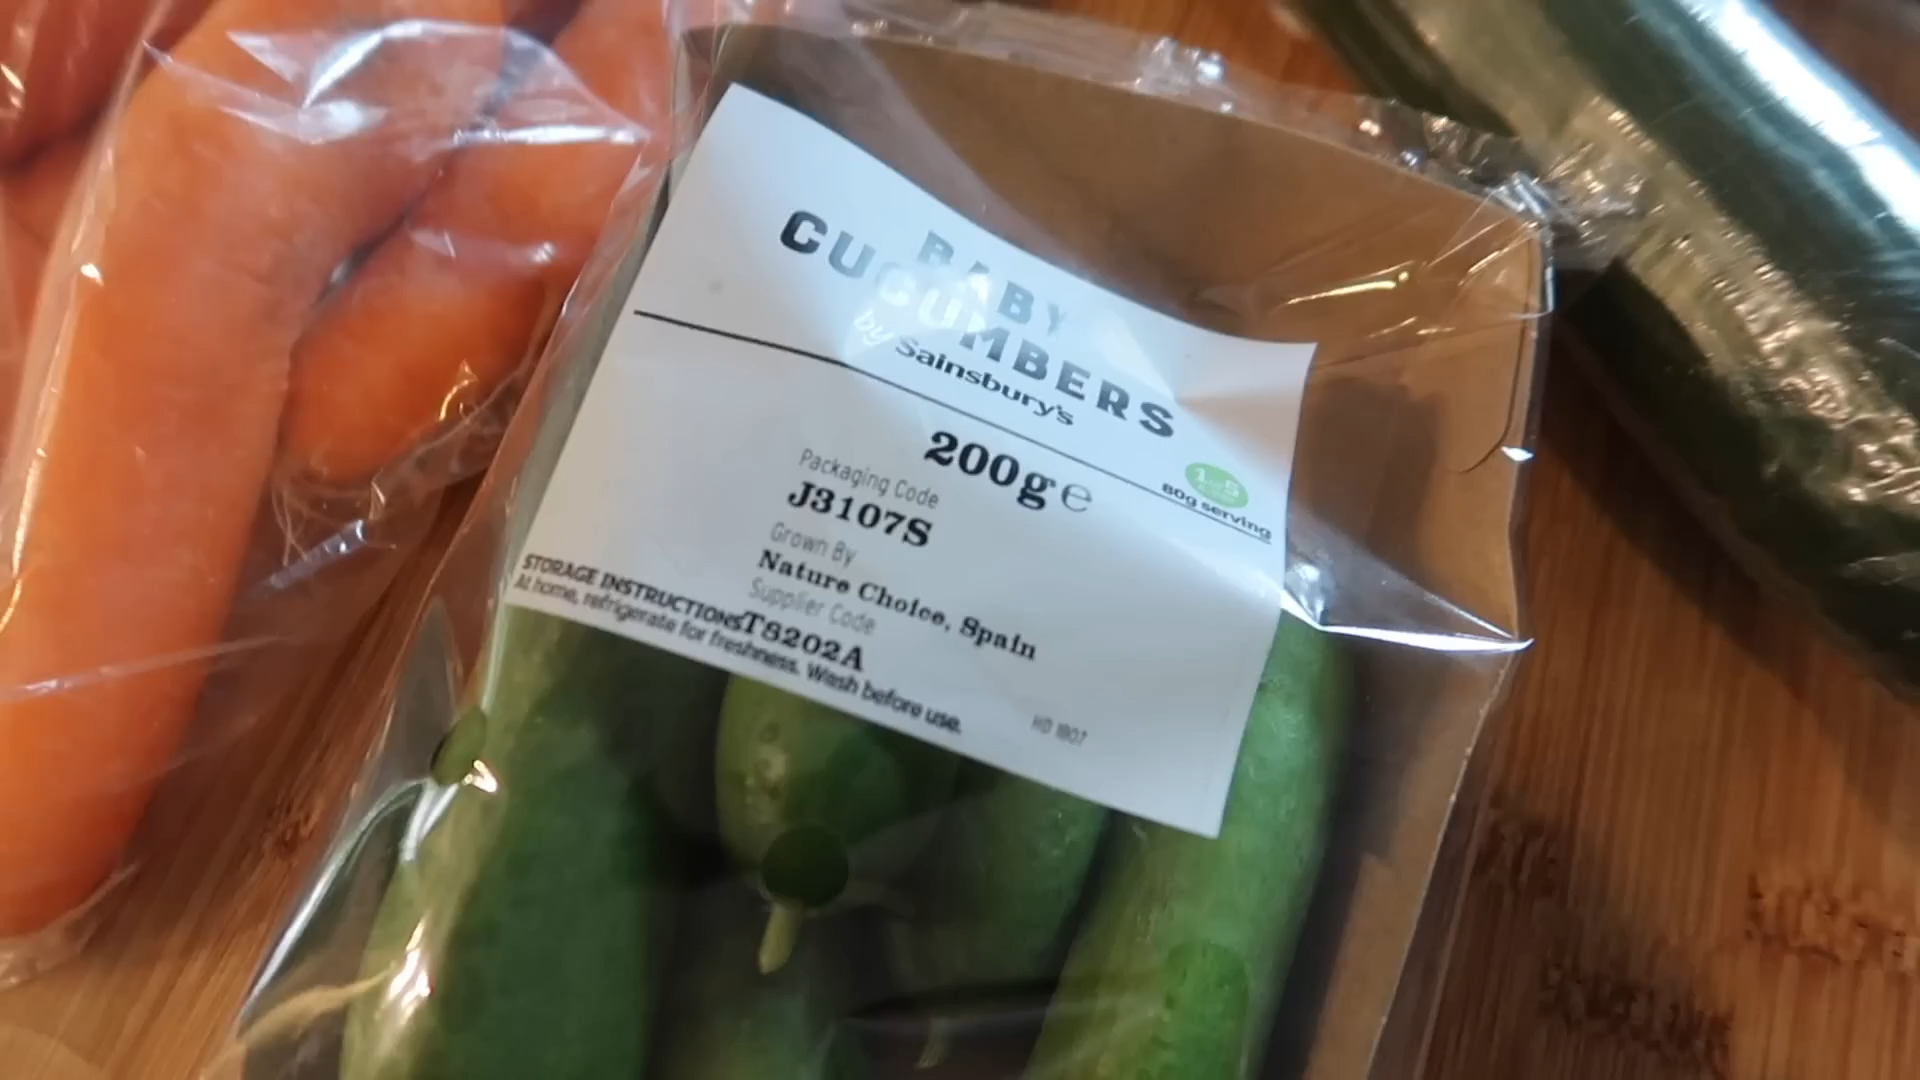 BABY
CUCUMBERS
by Sainsbury's
200g e
1 of 5
80g serving
Packaging Code
J3107S
Grown By
Nature Choice, Spain
Supplier Code
T8202A
STORAGE INSTRUCTIONS
At home, refrigerate for freshness. Wash before use.
HD 1807